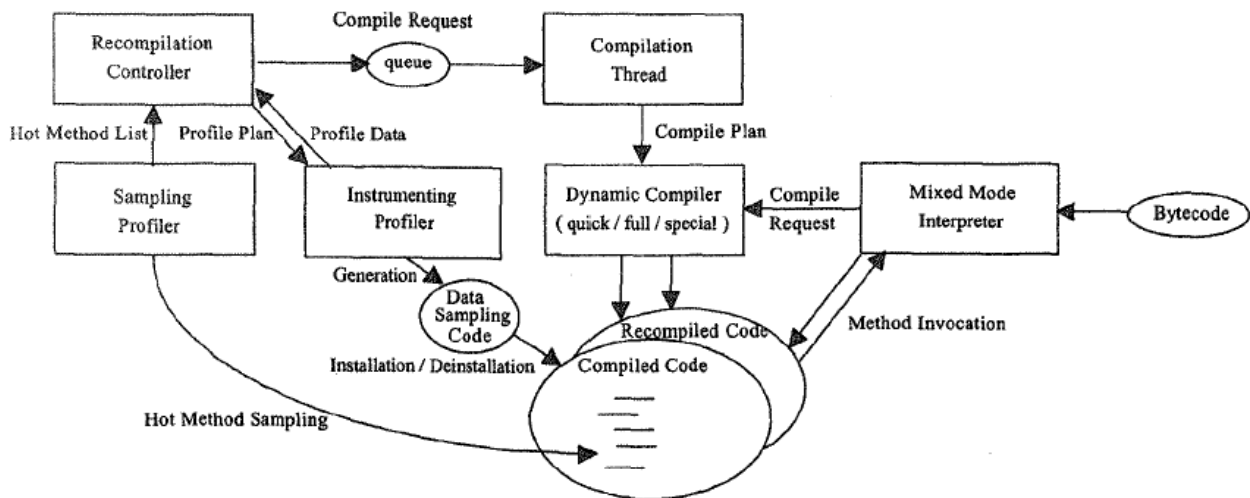 Compile Request
Recompilation
Controller
queue
Compilation
Thread
Hot Method List
Profile Plan
Profile Data
Compile Plan
Sampling
Profiler
Instrumenting
Profiler
Dynamic Compiler
( quick / full / special )
Compile
Request
Mixed Mode
Interpreter
Bytecode
Generation
Data
Sampling
Code
Recompiled Code
Method Invocation
Installation / Deinstallation
Compiled Code
Hot Method Sampling